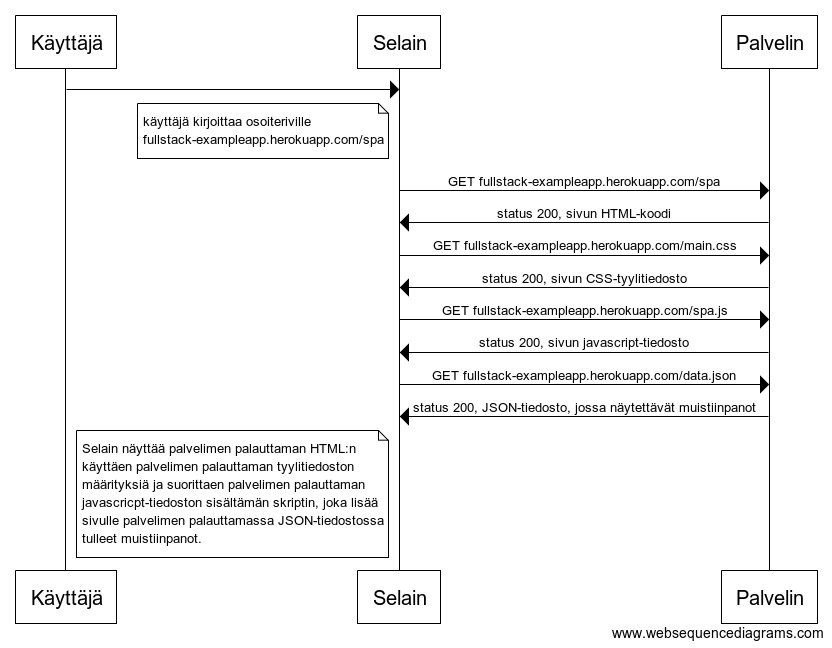 Käyttäjä
Selain
Palvelin
käyttäjä kirjoittaa osoiteriville
fullstack-exampleapp.herokuapp.com/spa
GET fullstack-exampleapp.herokuapp.com/spa
status 200, sivun HTML-koodi
GET fullstack-exampleapp.herokuapp.com/main.css
status 200, sivun CSS-tyylitiedosto
GET fullstack-exampleapp.herokuapp.com/spa.js
status 200, sivun javascript-tiedosto
GET fullstack-exampleapp.herokuapp.com/data.json
status 200, JSON-tiedosto, jossa näytettävät muistiinpanot
Selain näyttää palvelimen palauttaman HTML:n
käyttäen palvelimen palauttaman tyylitiedoston
määrityksiä ja suorittaen palvelimen palauttaman
javascricpt-tiedoston sisältämän skriptin, joka lisää
sivulle palvelimen palauttamassa JSON-tiedostossa
tulleet muistiinpanot.
Käyttäjä
Selain
Palvelin
www.websequencediagrams.com